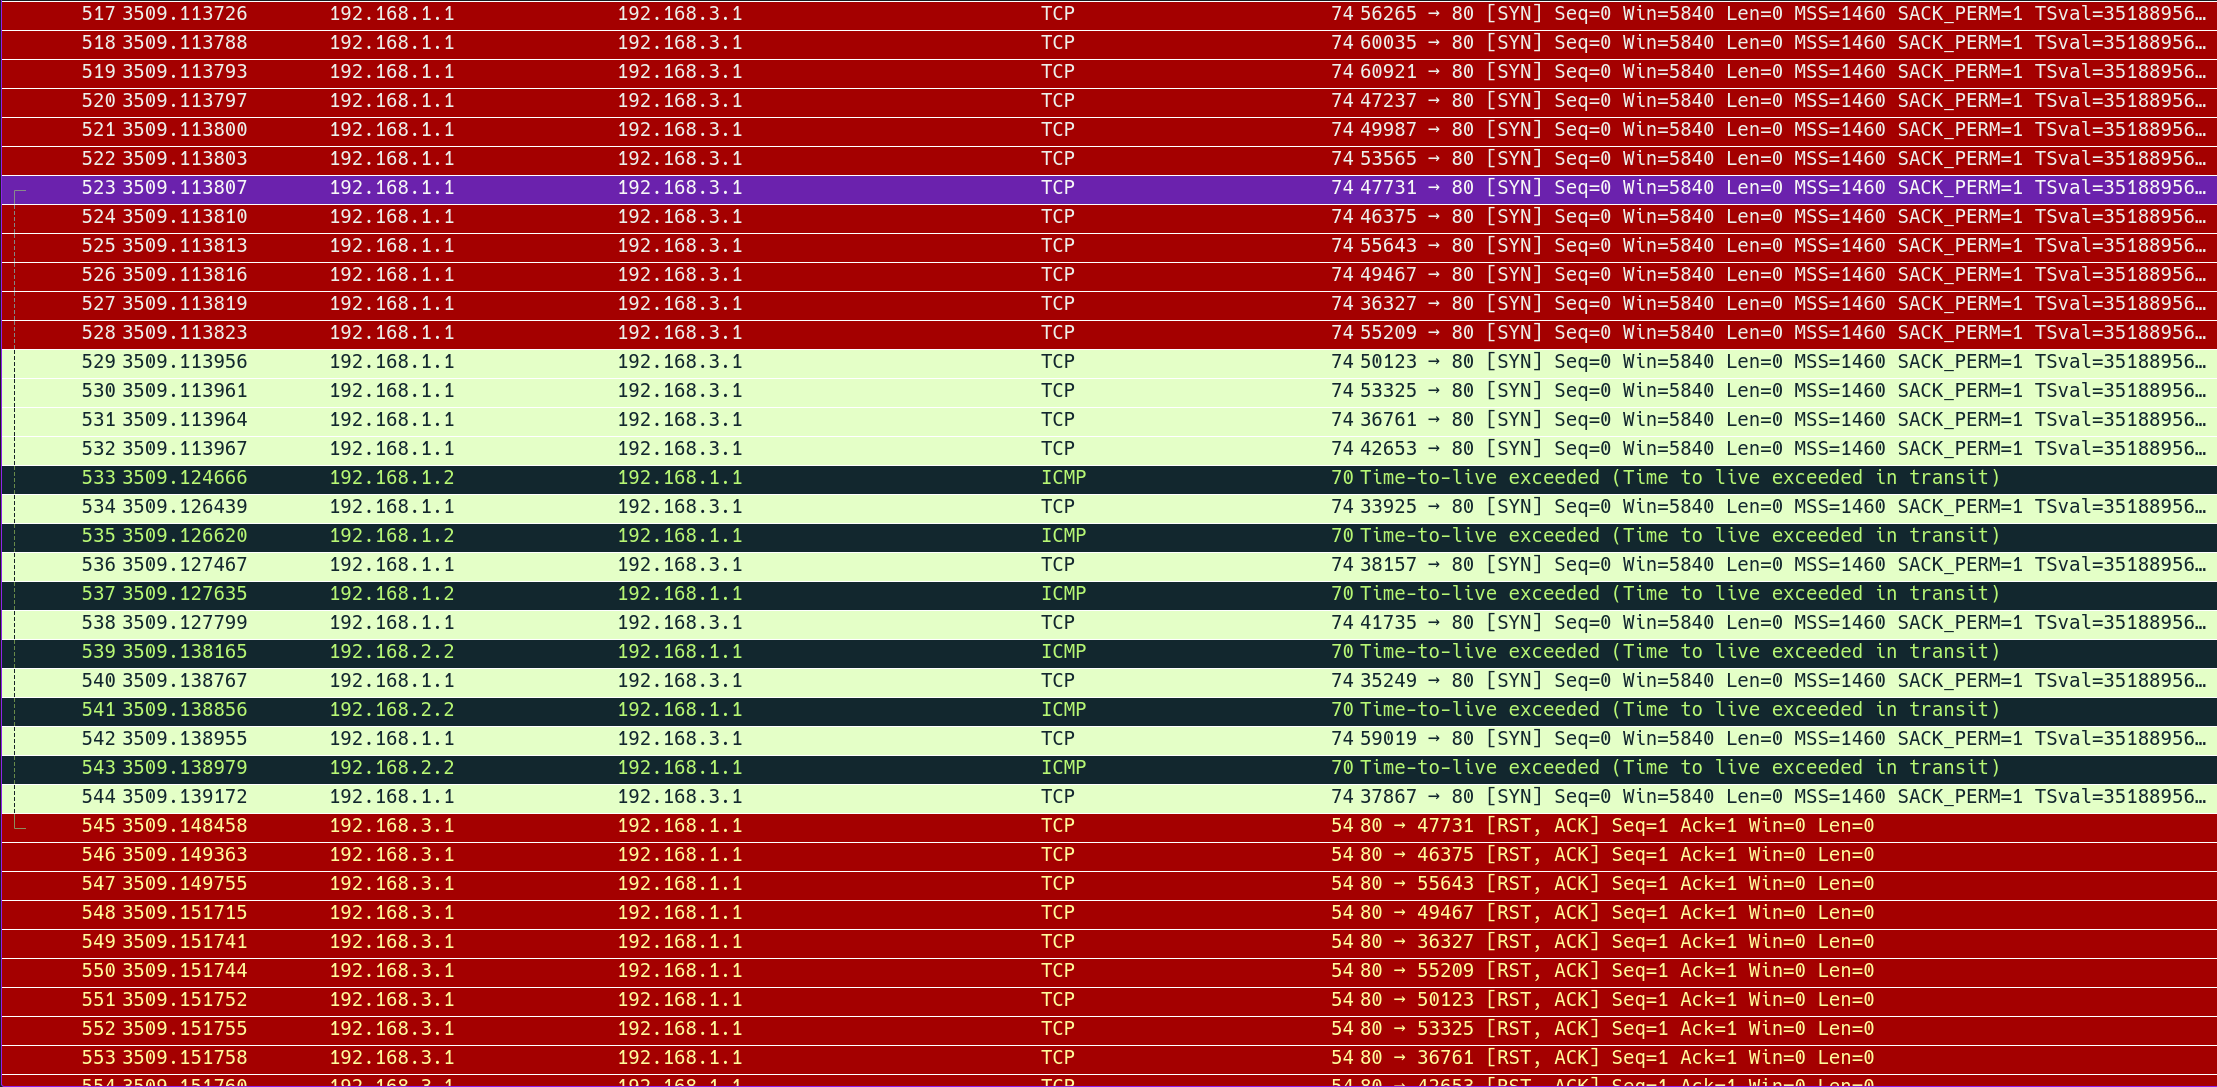 517 3509.113726 192.168.1.1 192.168.3.1 TCP 74 56265 → 80 [SYN] Seq=0 Win=5840 Len=0 MSS=1460 SACK_PERM=1 TSval=35188956…
518 3509.113788 192.168.1.1 192.168.3.1 TCP 74 60035 → 80 [SYN] Seq=0 Win=5840 Len=0 MSS=1460 SACK_PERM=1 TSval=35188956…
519 3509.113793 192.168.1.1 192.168.3.1 TCP 74 60921 → 80 [SYN] Seq=0 Win=5840 Len=0 MSS=1460 SACK_PERM=1 TSval=35188956…
520 3509.113797 192.168.1.1 192.168.3.1 TCP 74 47237 → 80 [SYN] Seq=0 Win=5840 Len=0 MSS=1460 SACK_PERM=1 TSval=35188956…
521 3509.113800 192.168.1.1 192.168.3.1 TCP 74 49987 → 80 [SYN] Seq=0 Win=5840 Len=0 MSS=1460 SACK_PERM=1 TSval=35188956…
522 3509.113803 192.168.1.1 192.168.3.1 TCP 74 53565 → 80 [SYN] Seq=0 Win=5840 Len=0 MSS=1460 SACK_PERM=1 TSval=35188956…
523 3509.113807 192.168.1.1 192.168.3.1 TCP 74 47731 → 80 [SYN] Seq=0 Win=5840 Len=0 MSS=1460 SACK_PERM=1 TSval=35188956…
524 3509.113810 192.168.1.1 192.168.3.1 TCP 74 46375 → 80 [SYN] Seq=0 Win=5840 Len=0 MSS=1460 SACK_PERM=1 TSval=35188956…
525 3509.113813 192.168.1.1 192.168.3.1 TCP 74 55643 → 80 [SYN] Seq=0 Win=5840 Len=0 MSS=1460 SACK_PERM=1 TSval=35188956…
526 3509.113816 192.168.1.1 192.168.3.1 TCP 74 49467 → 80 [SYN] Seq=0 Win=5840 Len=0 MSS=1460 SACK_PERM=1 TSval=35188956…
527 3509.113819 192.168.1.1 192.168.3.1 TCP 74 36327 → 80 [SYN] Seq=0 Win=5840 Len=0 MSS=1460 SACK_PERM=1 TSval=35188956…
528 3509.113823 192.168.1.1 192.168.3.1 TCP 74 55209 → 80 [SYN] Seq=0 Win=5840 Len=0 MSS=1460 SACK_PERM=1 TSval=35188956…
529 3509.113956 192.168.1.1 192.168.3.1 TCP 74 50123 → 80 [SYN] Seq=0 Win=5840 Len=0 MSS=1460 SACK_PERM=1 TSval=35188956…
530 3509.113961 192.168.1.1 192.168.3.1 TCP 74 53325 → 80 [SYN] Seq=0 Win=5840 Len=0 MSS=1460 SACK_PERM=1 TSval=35188956…
531 3509.113964 192.168.1.1 192.168.3.1 TCP 74 36761 → 80 [SYN] Seq=0 Win=5840 Len=0 MSS=1460 SACK_PERM=1 TSval=35188956…
532 3509.113967 192.168.1.1 192.168.3.1 TCP 74 42653 → 80 [SYN] Seq=0 Win=5840 Len=0 MSS=1460 SACK_PERM=1 TSval=35188956…
533 3509.124666 192.168.1.2 192.168.1.1 ICMP 70 Time-to-live exceeded (Time to live exceeded in transit)
534 3509.126439 192.168.1.1 192.168.3.1 TCP 74 33925 → 80 [SYN] Seq=0 Win=5840 Len=0 MSS=1460 SACK_PERM=1 TSval=35188956…
535 3509.126620 192.168.1.2 192.168.1.1 ICMP 70 Time-to-live exceeded (Time to live exceeded in transit)
536 3509.127467 192.168.1.1 192.168.3.1 TCP 74 38157 → 80 [SYN] Seq=0 Win=5840 Len=0 MSS=1460 SACK_PERM=1 TSval=35188956…
537 3509.127635 192.168.1.2 192.168.1.1 ICMP 70 Time-to-live exceeded (Time to live exceeded in transit)
538 3509.127799 192.168.1.1 192.168.3.1 TCP 74 41735 → 80 [SYN] Seq=0 Win=5840 Len=0 MSS=1460 SACK_PERM=1 TSval=35188956…
539 3509.138165 192.168.2.2 192.168.1.1 ICMP 70 Time-to-live exceeded (Time to live exceeded in transit)
540 3509.138767 192.168.1.1 192.168.3.1 TCP 74 35249 → 80 [SYN] Seq=0 Win=5840 Len=0 MSS=1460 SACK_PERM=1 TSval=35188956…
541 3509.138856 192.168.2.2 192.168.1.1 ICMP 70 Time-to-live exceeded (Time to live exceeded in transit)
542 3509.138955 192.168.1.1 192.168.3.1 TCP 74 59019 → 80 [SYN] Seq=0 Win=5840 Len=0 MSS=1460 SACK_PERM=1 TSval=35188956…
543 3509.138979 192.168.2.2 192.168.1.1 ICMP 70 Time-to-live exceeded (Time to live exceeded in transit)
544 3509.139172 192.168.1.1 192.168.3.1 TCP 74 37867 → 80 [SYN] Seq=0 Win=5840 Len=0 MSS=1460 SACK_PERM=1 TSval=35188956…
545 3509.148458 192.168.3.1 192.168.1.1 TCP 54 80 → 47731 [RST, ACK] Seq=1 Ack=1 Win=0 Len=0
546 3509.149363 192.168.3.1 192.168.1.1 TCP 54 80 → 46375 [RST, ACK] Seq=1 Ack=1 Win=0 Len=0
547 3509.149755 192.168.3.1 192.168.1.1 TCP 54 80 → 55643 [RST, ACK] Seq=1 Ack=1 Win=0 Len=0
548 3509.151715 192.168.3.1 192.168.1.1 TCP 54 80 → 49467 [RST, ACK] Seq=1 Ack=1 Win=0 Len=0
549 3509.151741 192.168.3.1 192.168.1.1 TCP 54 80 → 36327 [RST, ACK] Seq=1 Ack=1 Win=0 Len=0
550 3509.151744 192.168.3.1 192.168.1.1 TCP 54 80 → 55209 [RST, ACK] Seq=1 Ack=1 Win=0 Len=0
551 3509.151752 192.168.3.1 192.168.1.1 TCP 54 80 → 50123 [RST, ACK] Seq=1 Ack=1 Win=0 Len=0
552 3509.151755 192.168.3.1 192.168.1.1 TCP 54 80 → 53325 [RST, ACK] Seq=1 Ack=1 Win=0 Len=0
553 3509.151758 192.168.3.1 192.168.1.1 TCP 54 80 → 36761 [RST, ACK] Seq=1 Ack=1 Win=0 Len=0
554 3509.151760 192.168.3.1 192.168.1.1 TCP 54 80 → 42653 [RST, ACK] Seq=1 Ack=1 Win=0 Len=0